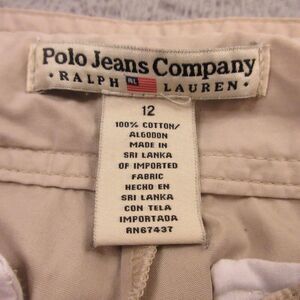 Polo Jeans Company
• RALPH RL LAUREN •
12
100% COTTON/
ALGODON
MADE IN
SRI LANKA
OF IMPORTED
FABRIC
HECHO EN
SRI LANKA
CON TELA
IMPORTADA
RN67437